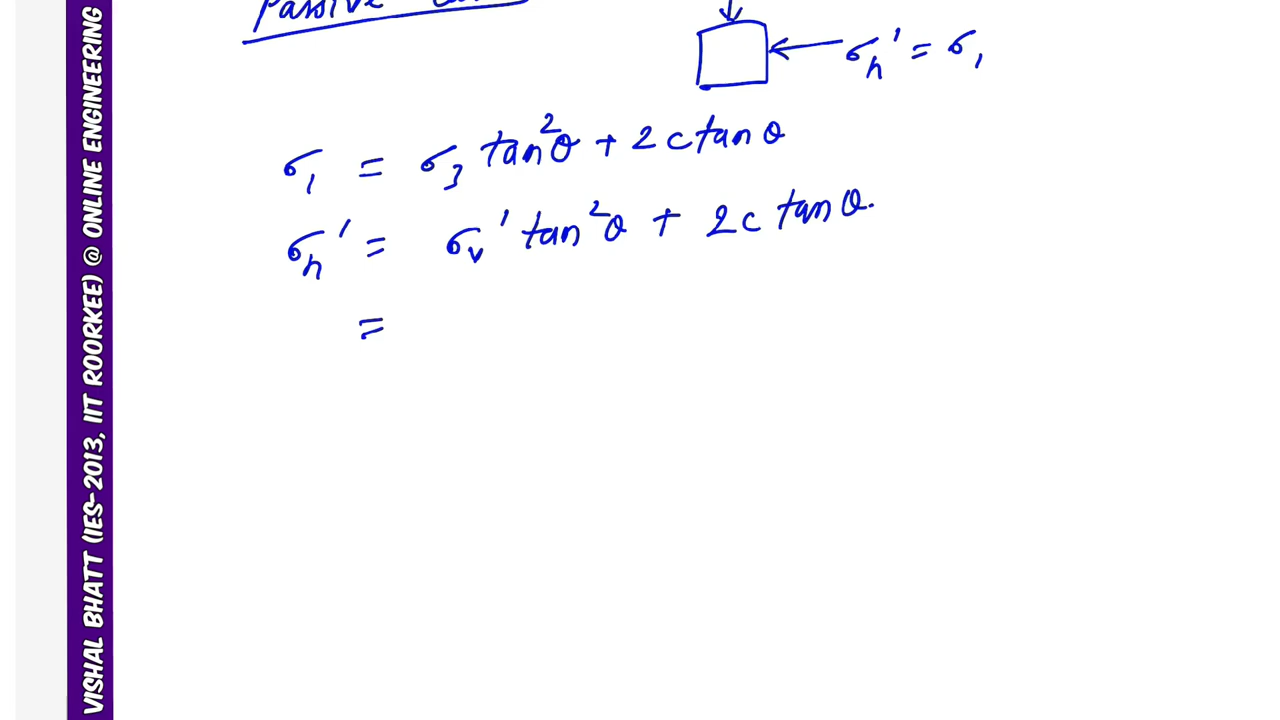 Passive
σh' = σ1
σ1 = σ3 tan²θ + 2c tanθ
σh' = σv' tan²θ + 2c tanθ.
=
VISHAL BHATT (IES-2013, IIT ROORKEE) @ ONLINE ENGINEERING